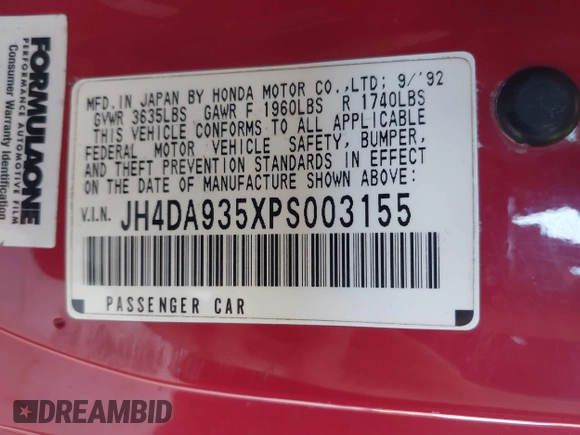 FORMULAONE
PERFORMANCE AUTOMOTIVE FILM
Consumer Warranty Identification
MFD. IN JAPAN BY HONDA MOTOR CO.,LTD; 9/'92
GVWR 3635LBS GAWR F 1960LBS R 1740LBS
THIS VEHICLE CONFORMS TO ALL APPLICABLE
FEDERAL MOTOR VEHICLE SAFETY, BUMPER,
AND THEFT PREVENTION STANDARDS IN EFFECT
ON THE DATE OF MANUFACTURE SHOWN ABOVE:
V.I.N. JH4DA935XPS003155
PASSENGER CAR
DREAMBID